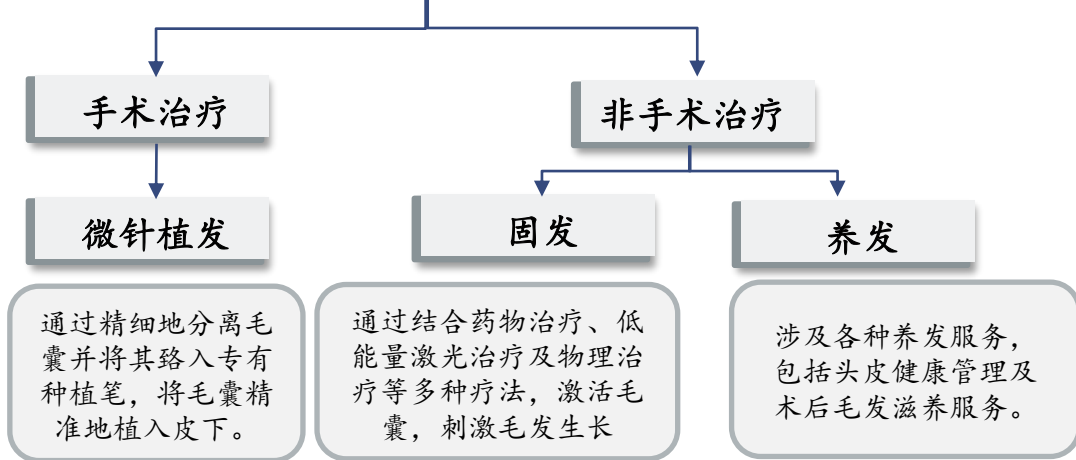 手术治疗
非手术治疗
微针植发
固发
养发
通过精细地分离毛
囊并将其臵入专有
种植笔，将毛囊精
准地植入皮下。
通过结合药物治疗、低
能量激光治疗及物理治
疗等多种疗法，激活毛
囊，刺激毛发生长
涉及各种养发服务，
包括头皮健康管理及
术后毛发滋养服务。